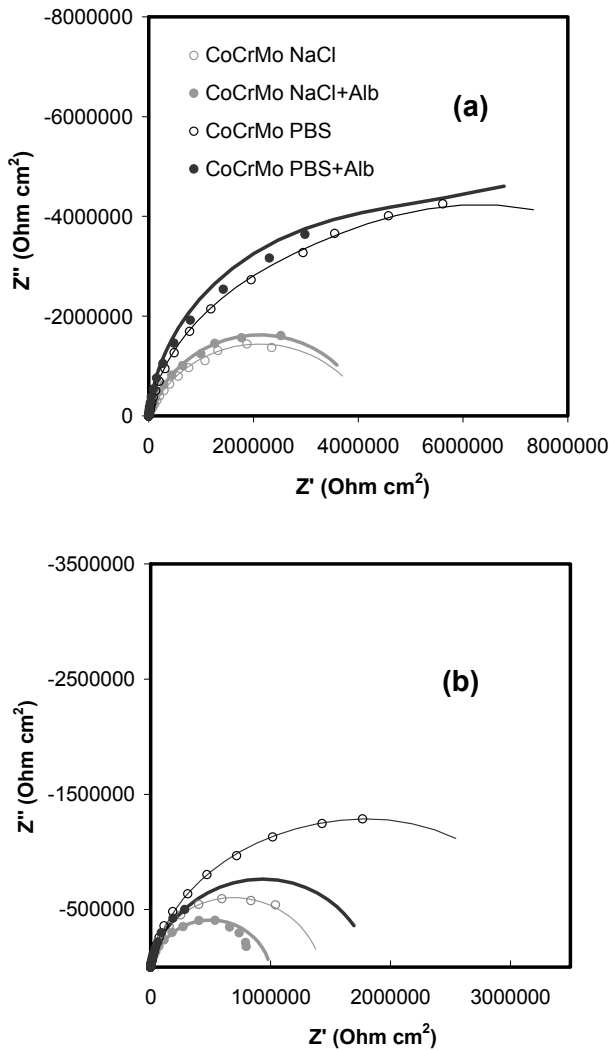 -8000000
CoCrMo NaCl
CoCrMo NaCl+Alb
CoCrMo PBS
CoCrMo PBS+Alb
(a)
-6000000
-4000000
-2000000
0
Z'' (Ohm cm²)
0 2000000 4000000 6000000 8000000
Z' (Ohm cm²)
-3500000
(b)
-2500000
-1500000
-500000
Z'' (Ohm cm²)
0 1000000 2000000 3000000
Z' (Ohm cm²)